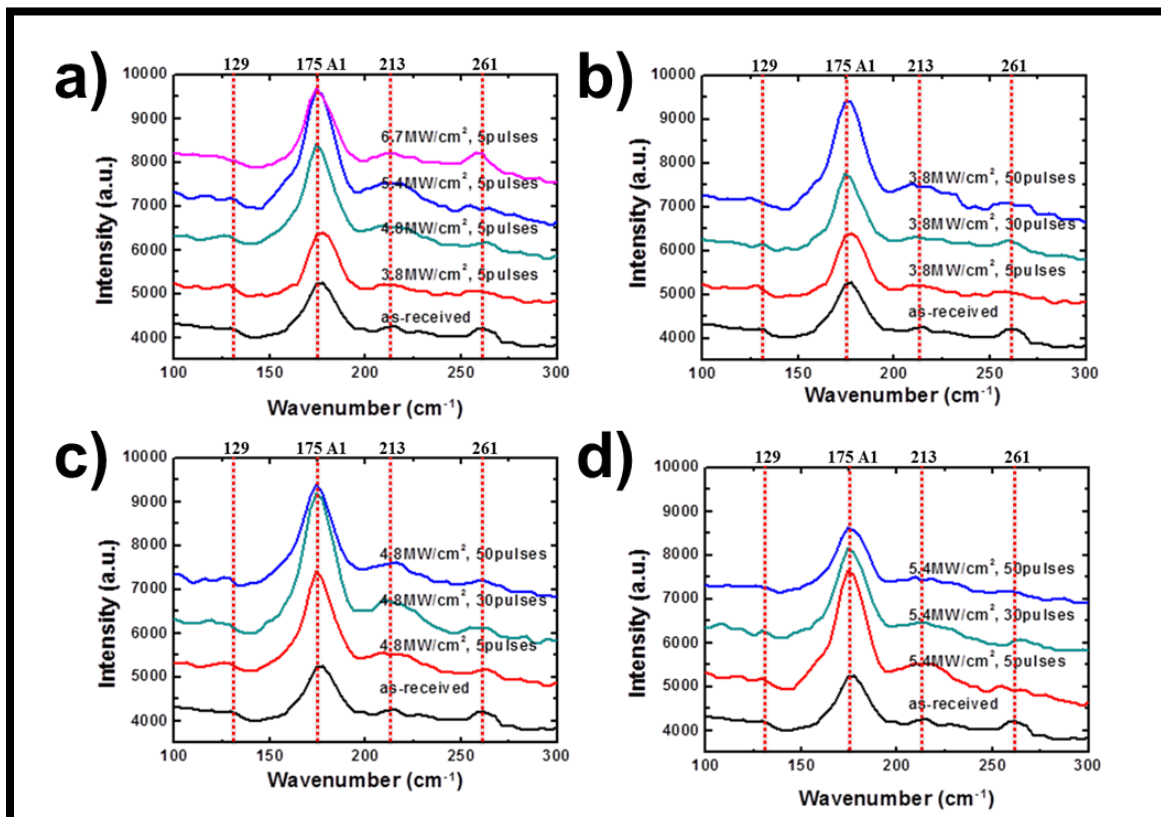 a)
129 175 A1 213 261
10000
9000
8000
7000
6000
5000
4000
Intensity (a.u.)
6.7MW/cm², 5pulses
5.4MW/cm², 5pulses
4.8MW/cm², 5pulses
3.8MW/cm², 5pulses
as-received
100 150 200 250 300
Wavenumber (cm⁻¹)
b)
129 175 A1 213 261
10000
9000
8000
7000
6000
5000
4000
Intensity (a.u.)
3.8MW/cm², 50pulses
3.8MW/cm², 30pulses
3.8MW/cm², 5pulses
as-received
100 150 200 250 300
Wavenumber (cm⁻¹)
c)
129 175 A1 213 261
9000
8000
7000
6000
5000
4000
Intensity (a.u.)
4.8MW/cm², 50pulses
4.8MW/cm², 30pulses
4.8MW/cm², 5pulses
as-received
100 150 200 250 300
Wavenumber (cm⁻¹)
d)
129 175 A1 213 261
9000
8000
7000
6000
5000
4000
Intensity (a.u.)
5.4MW/cm², 50pulses
5.4MW/cm², 30pulses
5.4MW/cm², 5pulses
as-received
100 150 200 250 300
Wavenumber (cm⁻¹)